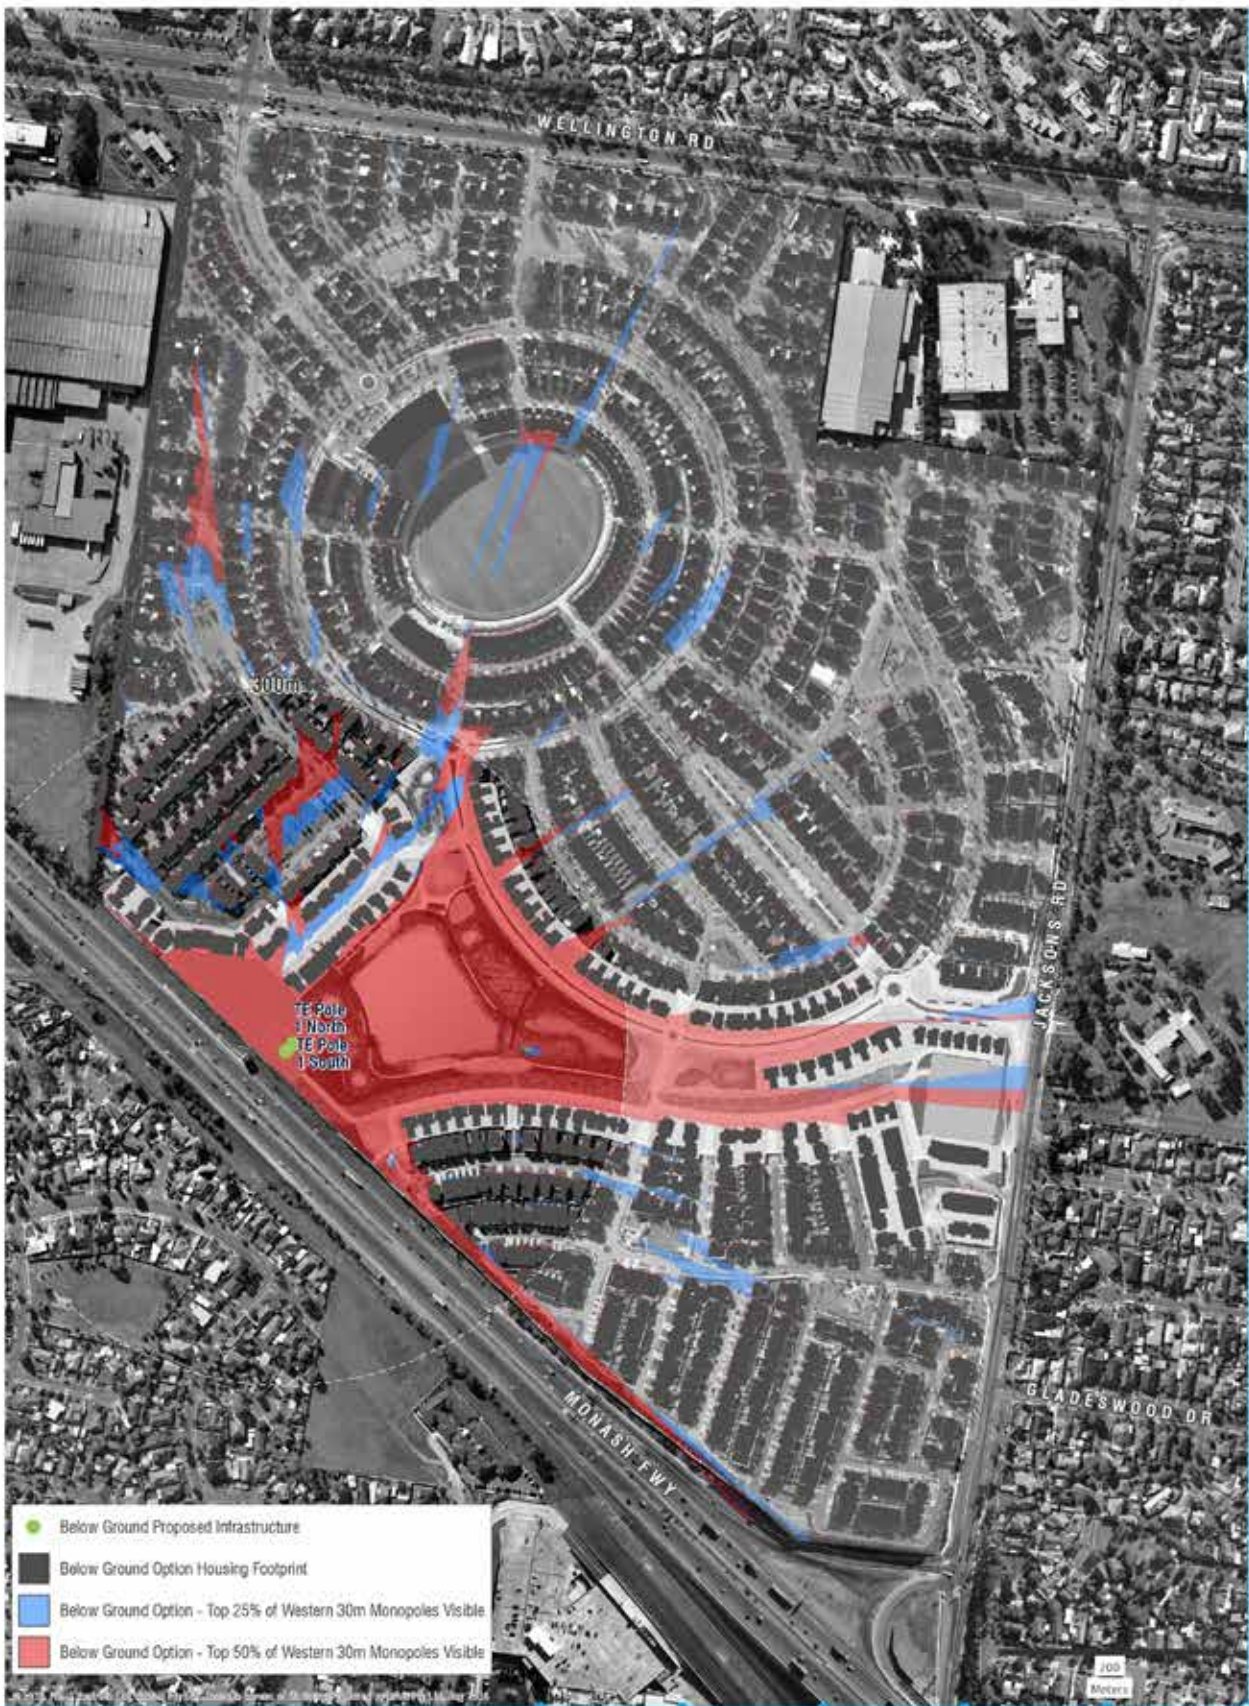 WELLINGTON RD
300m
JACKSONS RD
TE Pole
1 North
TE Pole
1 South
GLADESWOOD DR
MONASH FWY
Below Ground Proposed Infrastructure
Below Ground Option Housing Footprint
Below Ground Option - Top 25% of Western 30m Monopoles Visible
Below Ground Option - Top 50% of Western 30m Monopoles Visible
200
Meters